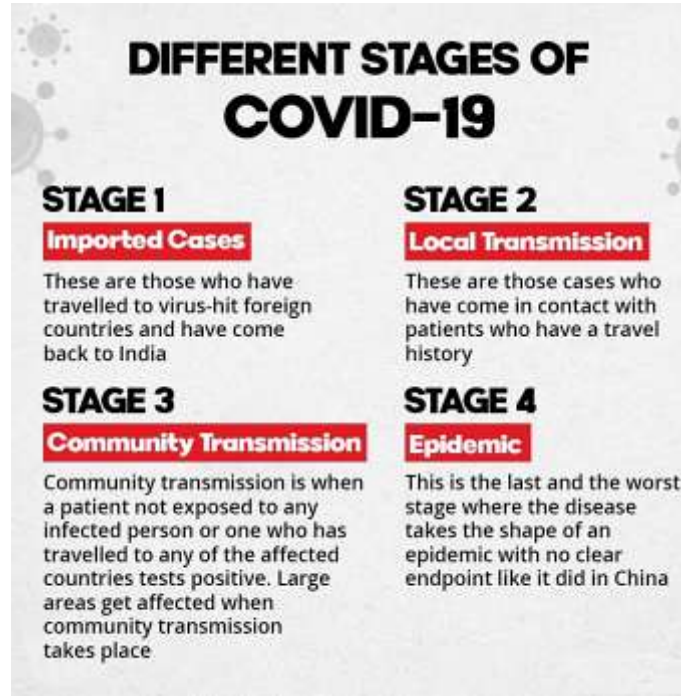 DIFFERENT STAGES OF
COVID-19
STAGE 1
Imported Cases
These are those who have
travelled to virus-hit foreign
countries and have come
back to India
STAGE 2
Local Transmission
These are those cases who
have come in contact with
patients who have a travel
history
STAGE 3
Community Transmission
Community transmission is when
a patient not exposed to any
infected person or one who has
travelled to any of the affected
countries tests positive. Large
areas get affected when
community transmission
takes place
STAGE 4
Epidemic
This is the last and the worst
stage where the disease
takes the shape of an
epidemic with no clear
endpoint like it did in China